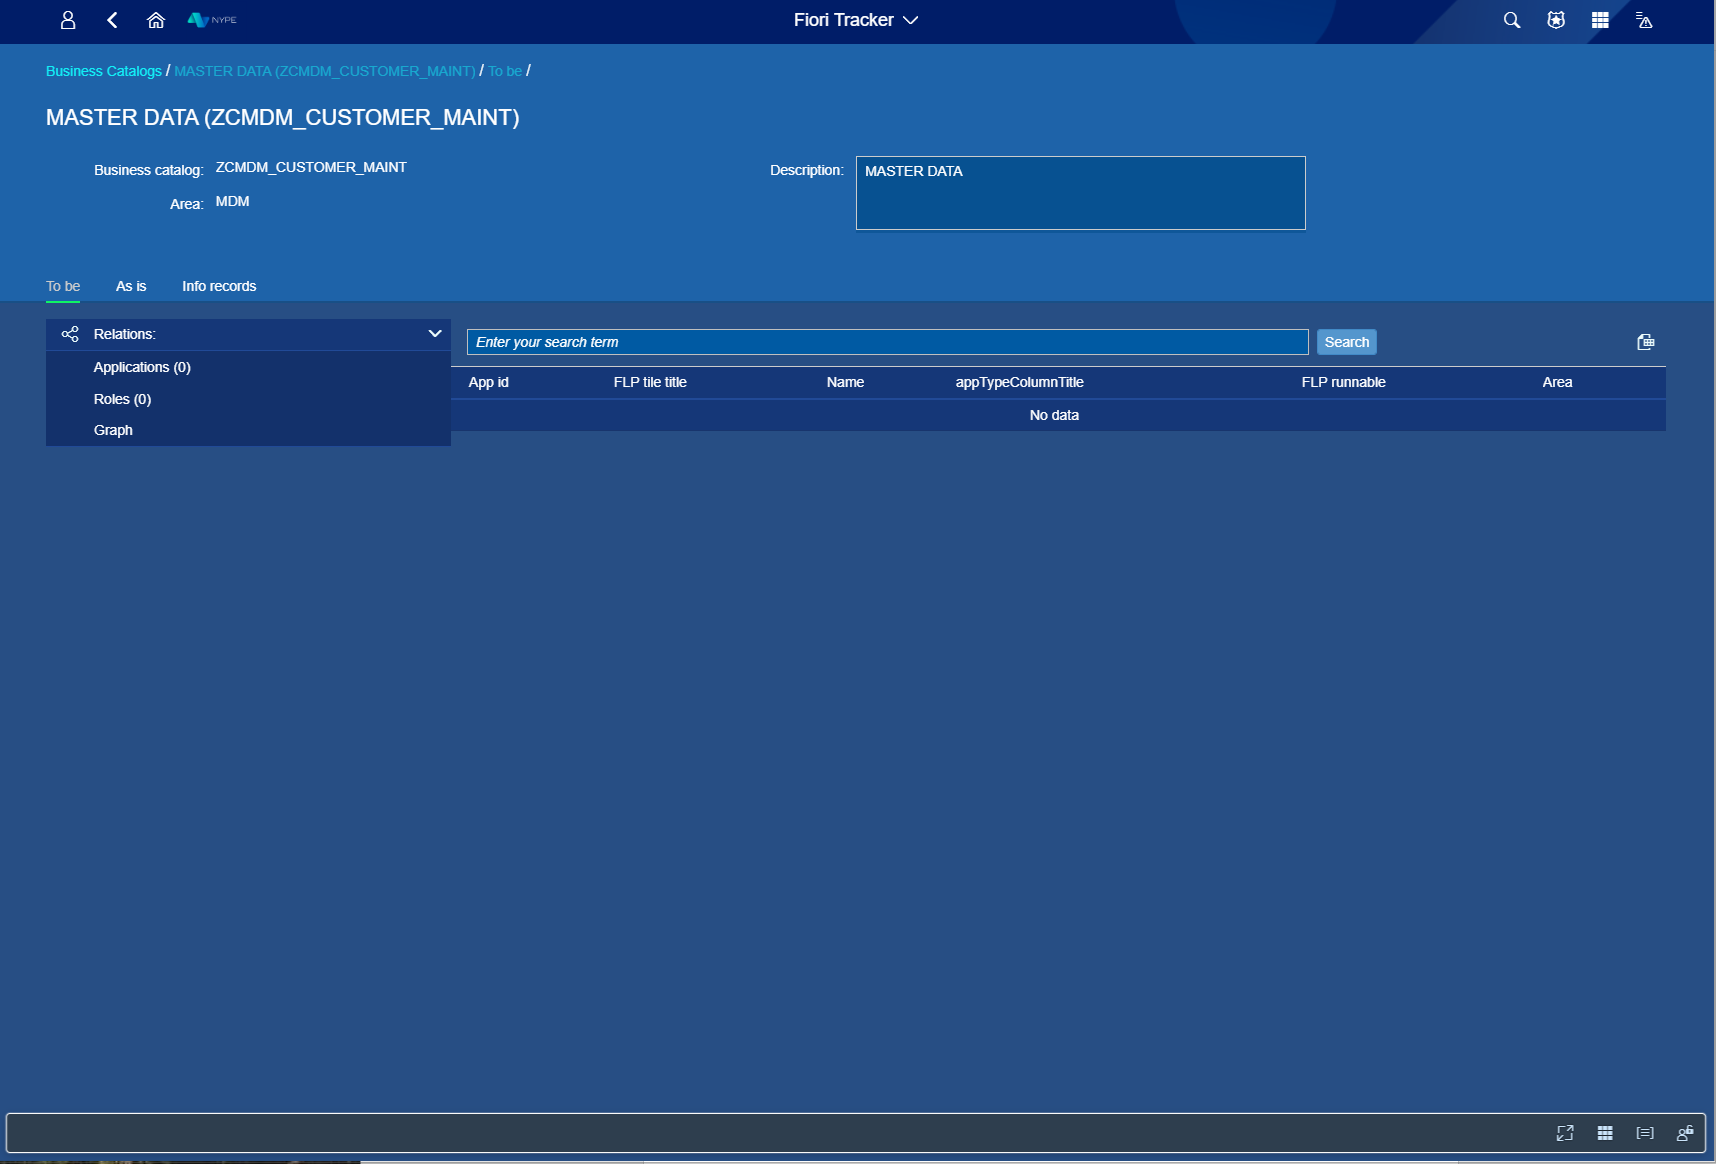 NYPE
Fiori Tracker
Business Catalogs / MASTER DATA (ZCMDM_CUSTOMER_MAINT) / To be /
MASTER DATA (ZCMDM_CUSTOMER_MAINT)
Business catalog: ZCMDM_CUSTOMER_MAINT
Area: MDM
Description: MASTER DATA
To be As is Info records
Relations:
Applications (0)
Roles (0)
Graph
Enter your search term Search
App id FLP tile title Name appTypeColumnTitle FLP runnable Area
No data